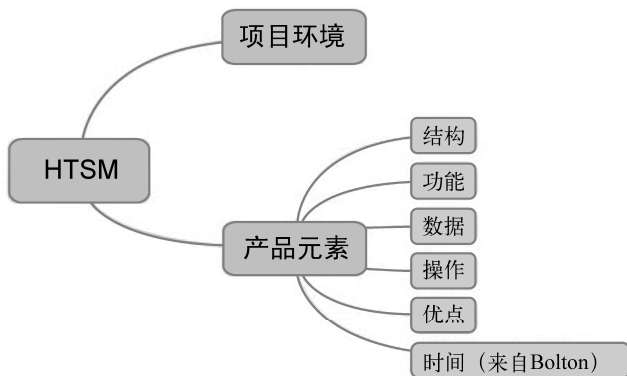 项目环境
HTSM
产品元素
结构
功能
数据
操作
优点
时间（来自Bolton）